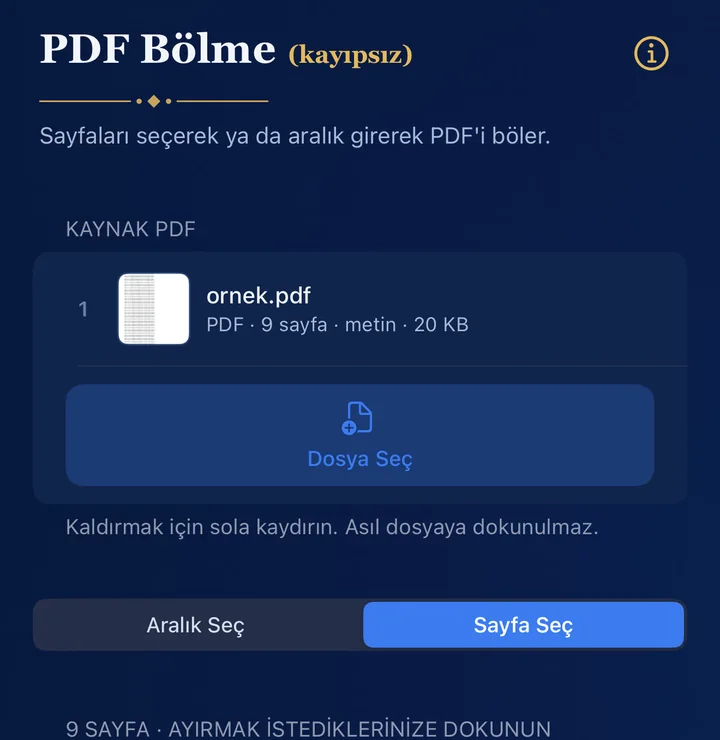 PDF Bölme (kayıpsız)
Sayfaları seçerek ya da aralık girerek PDF'i böler.
KAYNAK PDF
1
ornek.pdf
PDF · 9 sayfa · metin · 20 KB
Dosya Seç
Kaldırmak için sola kaydırın. Asıl dosyaya dokunulmaz.
Aralık Seç
Sayfa Seç
9 SAYFA · AYIRMAK İSTEDİKLERİNİZE DOKUNUN